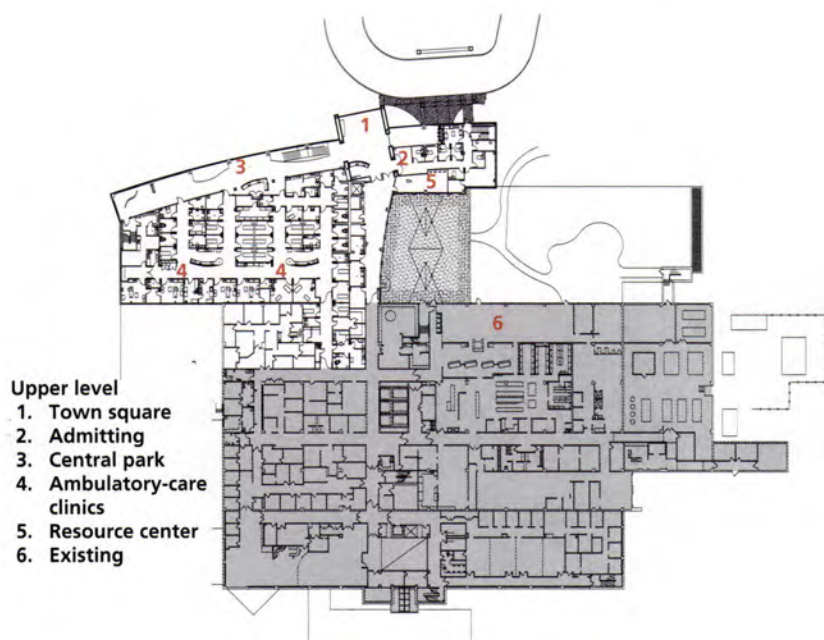 1
2
3
5
4
4
6
Upper level
1. Town square
2. Admitting
3. Central park
4. Ambulatory-care
clinics
5. Resource center
6. Existing